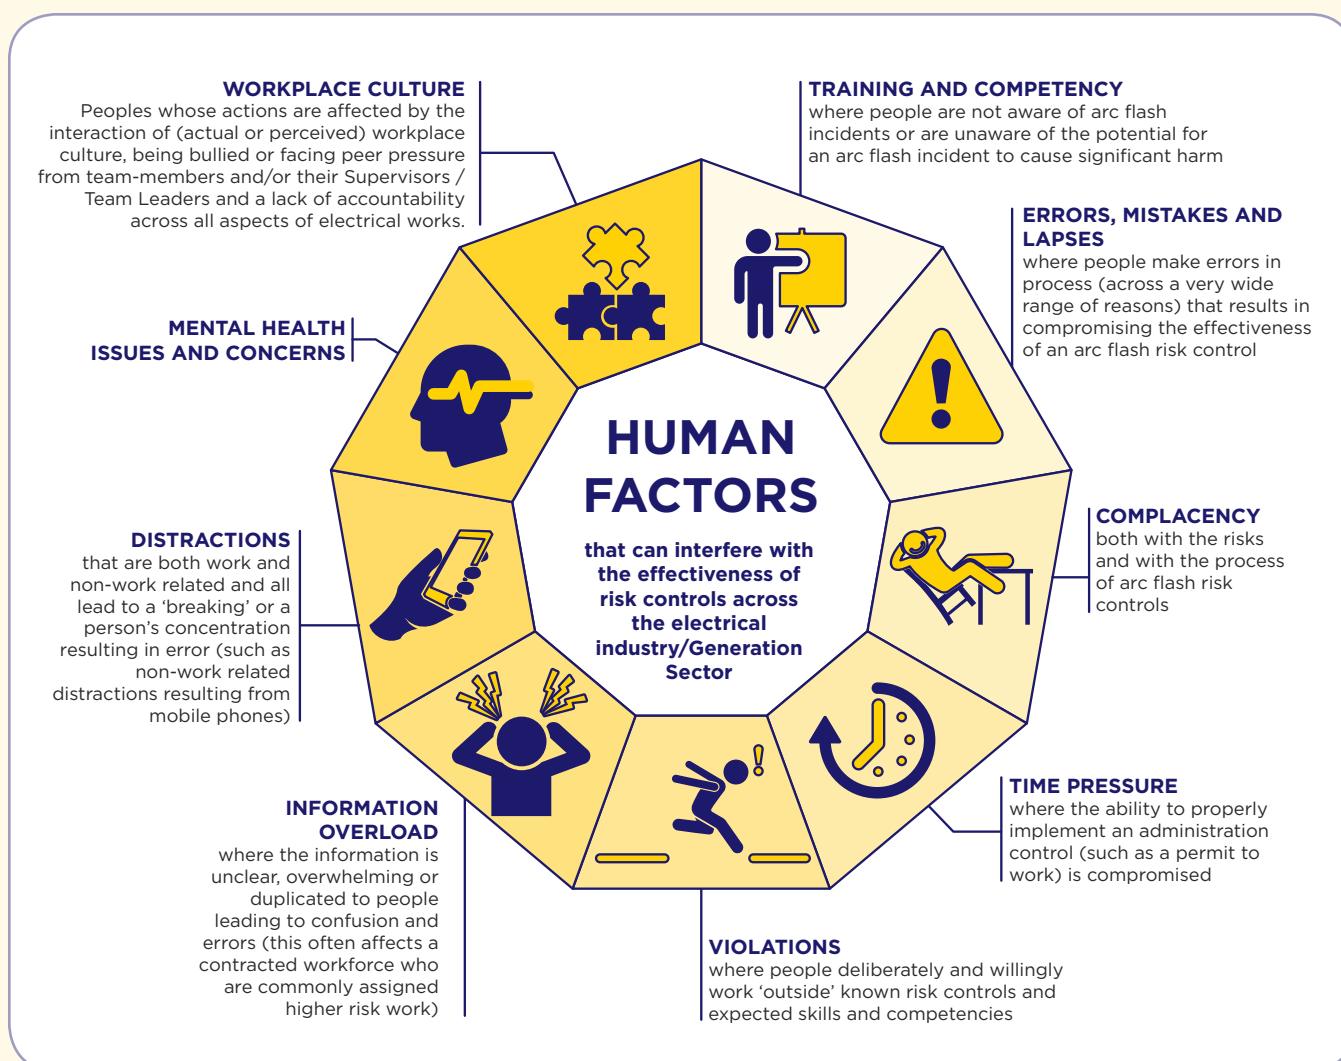 WORKPLACE CULTURE
Peoples whose actions are affected by the
interaction of (actual or perceived) workplace
culture, being bullied or facing peer pressure
from team-members and/or their Supervisors /
Team Leaders and a lack of accountability
across all aspects of electrical works.
TRAINING AND COMPETENCY
where people are not aware of arc flash
incidents or are unaware of the potential for
an arc flash incident to cause significant harm
ERRORS, MISTAKES AND
LAPSES
where people make errors in
process (across a very wide
range of reasons) that results in
compromising the effectiveness
of an arc flash risk control
MENTAL HEALTH
ISSUES AND CONCERNS
HUMAN
FACTORS
that can interfere with
the effectiveness of
risk controls across
the electrical
industry/Generation
Sector
COMPLACENCY
both with the risks
and with the process
of arc flash risk
controls
DISTRACTIONS
that are both work and
non-work related and all
lead to a ‘breaking’ or a
person’s concentration
resulting in error (such as
non-work related
distractions resulting from
mobile phones)
TIME PRESSURE
where the ability to properly
implement an administration
control (such as a permit to
work) is compromised
INFORMATION
OVERLOAD
where the information is
unclear, overwhelming or
duplicated to people
leading to confusion and
errors (this often affects a
contracted workforce who
are commonly assigned
higher risk work)
VIOLATIONS
where people deliberately and willingly
work ‘outside’ known risk controls and
expected skills and competencies